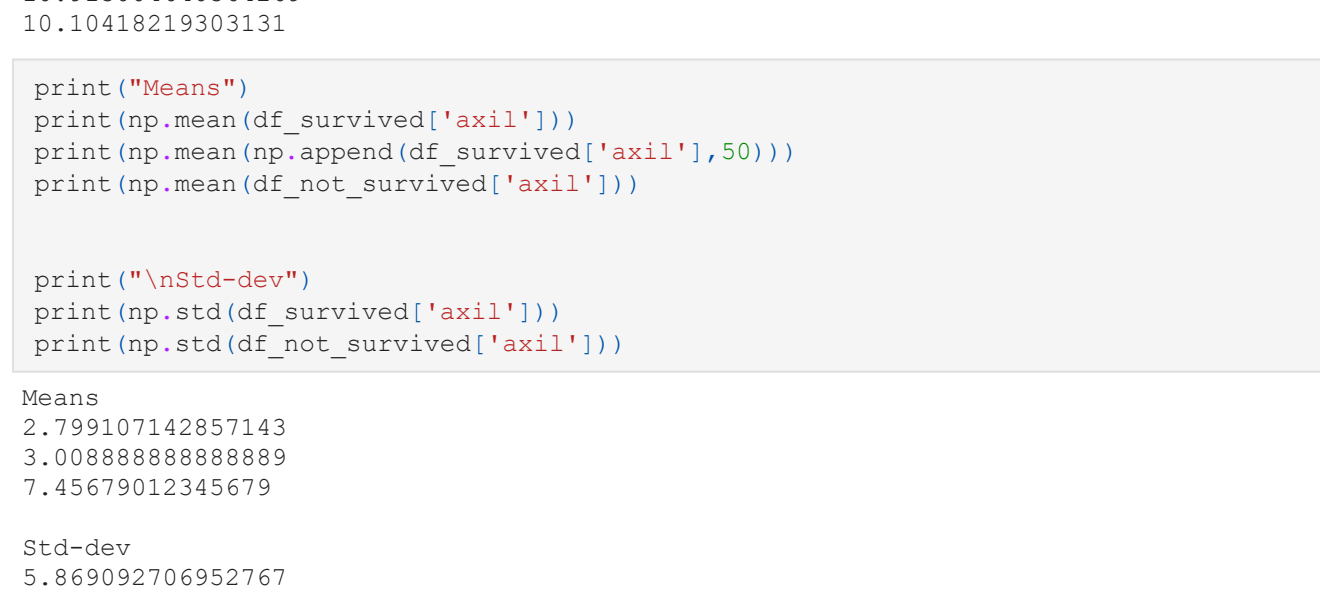 10.10418219303131
print("Means")
print(np.mean(df_survived['axil']))
print(np.mean(np.append(df_survived['axil'],50)))
print(np.mean(df_not_survived['axil']))
print("\nStd-dev")
print(np.std(df_survived['axil']))
print(np.std(df_not_survived['axil']))
Means
2.799107142857143
3.008888888888889
7.45679012345679
Std-dev
5.869092706952767